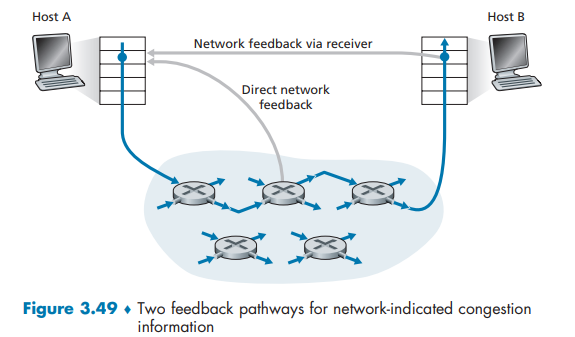 Host A
Host B
Network feedback via receiver
Direct network
feedback
Figure 3.49 ♦ Two feedback pathways for network-indicated congestion
information